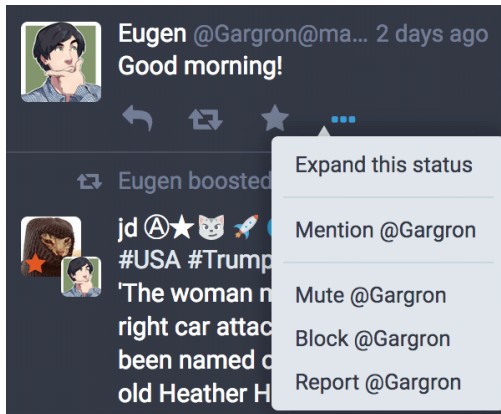 Eugen @Gargron@ma... 2 days ago
Good morning!
Expand this status
Mention @Gargron
Mute @Gargron
Block @Gargron
Report @Gargron
Eugen boosted
jd Ⓐ★😼 🚀
#USA #Trump
'The woman
right car attac
been named
old Heather H